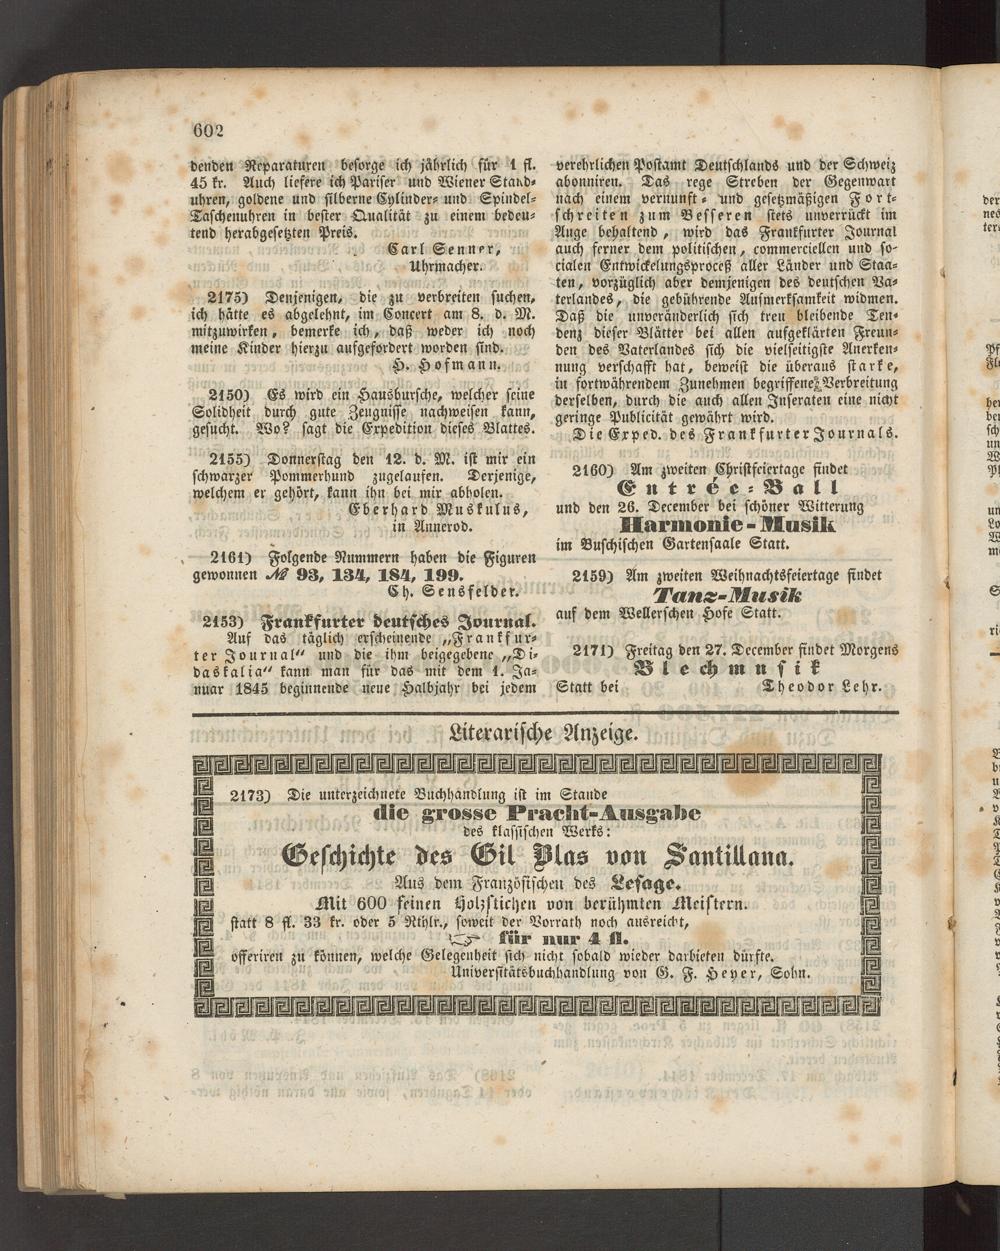 602
denden Reparaturen besorge ich jährlich für 1 fl.
45 kr. Auch liefere ich Pariser und Wiener Stand-
uhren, goldene und silberne Cylinder- und Spindel-
Taschenuhren in bester Qualität zu einem bedeu-
tend herabgesetzten Preis.
Carl Senner,
Uhrmacher.
2175) Denjenigen, die zu verbreiten suchen,
ich hätte es abgelehnt, im Concert am 8. d. M.
mitzuwirken, bemerke ich, daß weder ich noch
meine Kinder hierzu aufgefordert worden sind.
H. Hofmann.
2150) Es wird ein Hausbursche, welcher seine
Solidheit durch gute Zeugnisse nachweisen kann,
gesucht. Wo? sagt die Expedition dieses Blattes.
2155) Donnerstag den 12. d. M. ist mir ein
schwarzer Pommerhund zugelaufen. Derjenige,
welchem er gehört, kann ihn bei mir abholen.
Eberhard Muskulus,
in Annerod.
2161) Folgende Nummern haben die Figuren
gewonnen № 93, 134, 184, 199.
Ch. Sensfelder.
2153) Frankfurter deutsches Journal.
Auf das täglich erscheinende „Frankfur-
ter Journal“ und die ihm beigegebene „Di-
daskalia“ kann man für das mit dem 1. Ja-
nuar 1845 beginnende neue Halbjahr bei jedem
verehrlichen Postamt Deutschlands und der Schweiz
abonniren. Das rege Streben der Gegenwart
nach einem vernunft- und gesetzmäßigen Fort-
schreiten zum Besseren stets unverrückt im
Auge behaltend, wird das Frankfurter Journal
auch ferner dem politischen, commerciellen und so-
cialen Entwickelungsproceß aller Länder und Staa-
ten, vorzüglich aber demjenigen des deutschen Va-
terlandes, die gebührende Aufmerksamkeit widmen.
Daß die unveränderlich sich treu bleibende Ten-
denz dieser Blätter bei allen aufgeklärten Freun-
den des Vaterlandes sich die vielseitigste Anerken-
nung verschafft hat, beweist die überaus starke,
in fortwährendem Zunehmen begriffene Verbreitung
derselben, durch die auch allen Inseraten eine nicht
geringe Publicität gewährt wird.
Die Exped. des Frankfurter Journals.
2160) Am zweiten Christfeiertage findet
Entrée-Ball
und den 26. December bei schöner Witterung
Harmonie-Musik
im Buschischen Gartensaale Statt.
2159) Am zweiten Weihnachtsfeiertage findet
Tanz-Musik
auf dem Wellerschen Hofe Statt.
2171) Freitag den 27. December findet Morgens
Blechmusik
Statt bei Theodor Lehr.
Literarische Anzeige.
2173) Die unterzeichnete Buchhandlung ist im Stande
die grosse Pracht-Ausgabe
des klassischen Werks:
Geschichte des Gil Blas von Santillana.
Aus dem Französischen des Lesage.
Mit 600 feinen Holzstichen von berühmten Meistern.
statt 8 fl. 33 kr. oder 5 Rthlr., soweit der Vorrath noch ausreicht,
für nur 4 fl.
offeriren zu können, welche Gelegenheit sich nicht sobald wieder darbieten dürfte.
Universitätsbuchhandlung von G. F. Heyer, Sohn.